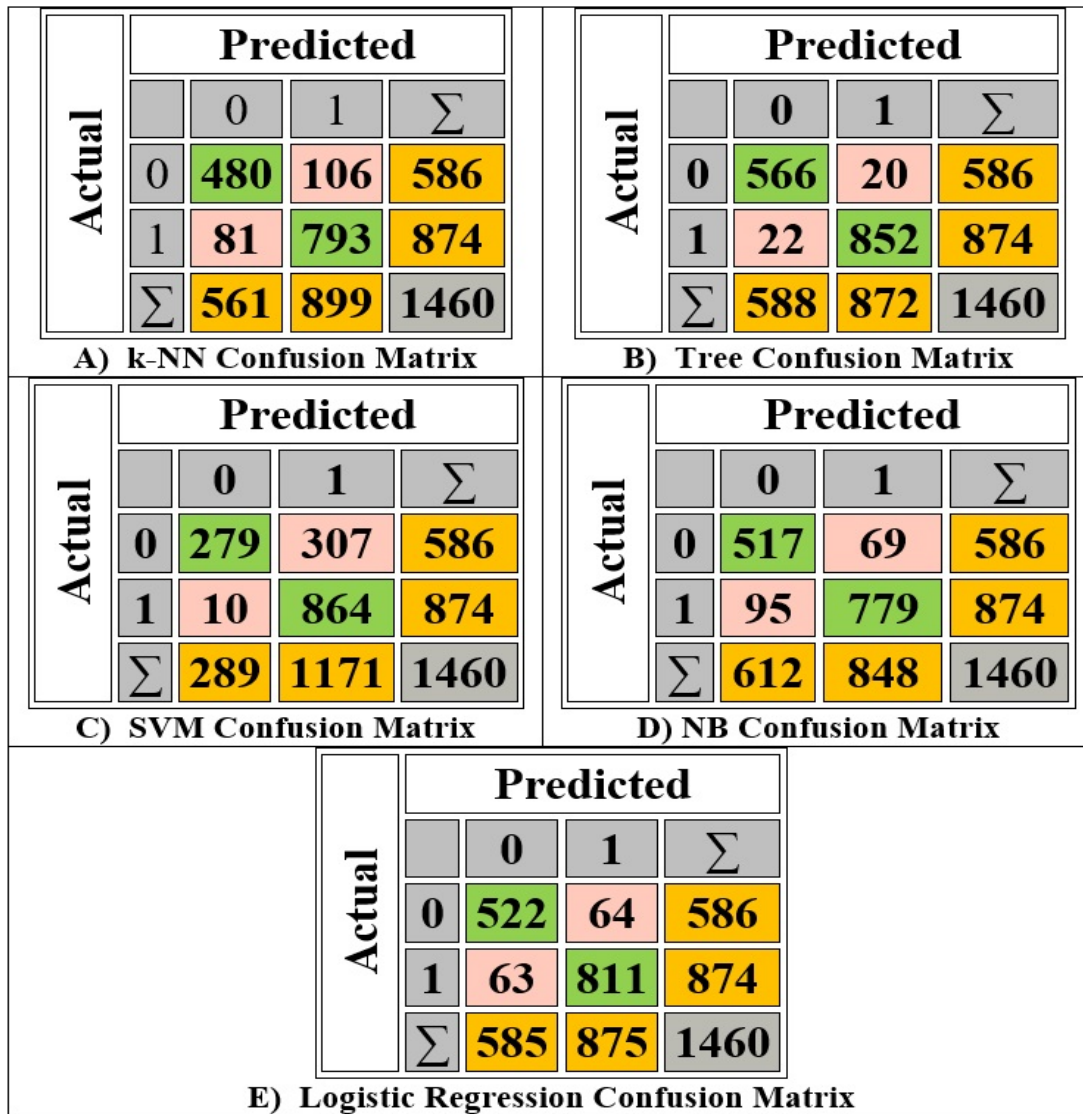 Predicted
Actual
0 1 ∑
0 480 106 586
1 81 793 874
∑ 561 899 1460
A) k-NN Confusion Matrix
Predicted
Actual
0 1 ∑
0 566 20 586
1 22 852 874
∑ 588 872 1460
B) Tree Confusion Matrix
Predicted
Actual
0 1 ∑
0 279 307 586
1 10 864 874
∑ 289 1171 1460
C) SVM Confusion Matrix
Predicted
Actual
0 1 ∑
0 517 69 586
1 95 779 874
∑ 612 848 1460
D) NB Confusion Matrix
Predicted
Actual
0 1 ∑
0 522 64 586
1 63 811 874
∑ 585 875 1460
E) Logistic Regression Confusion Matrix